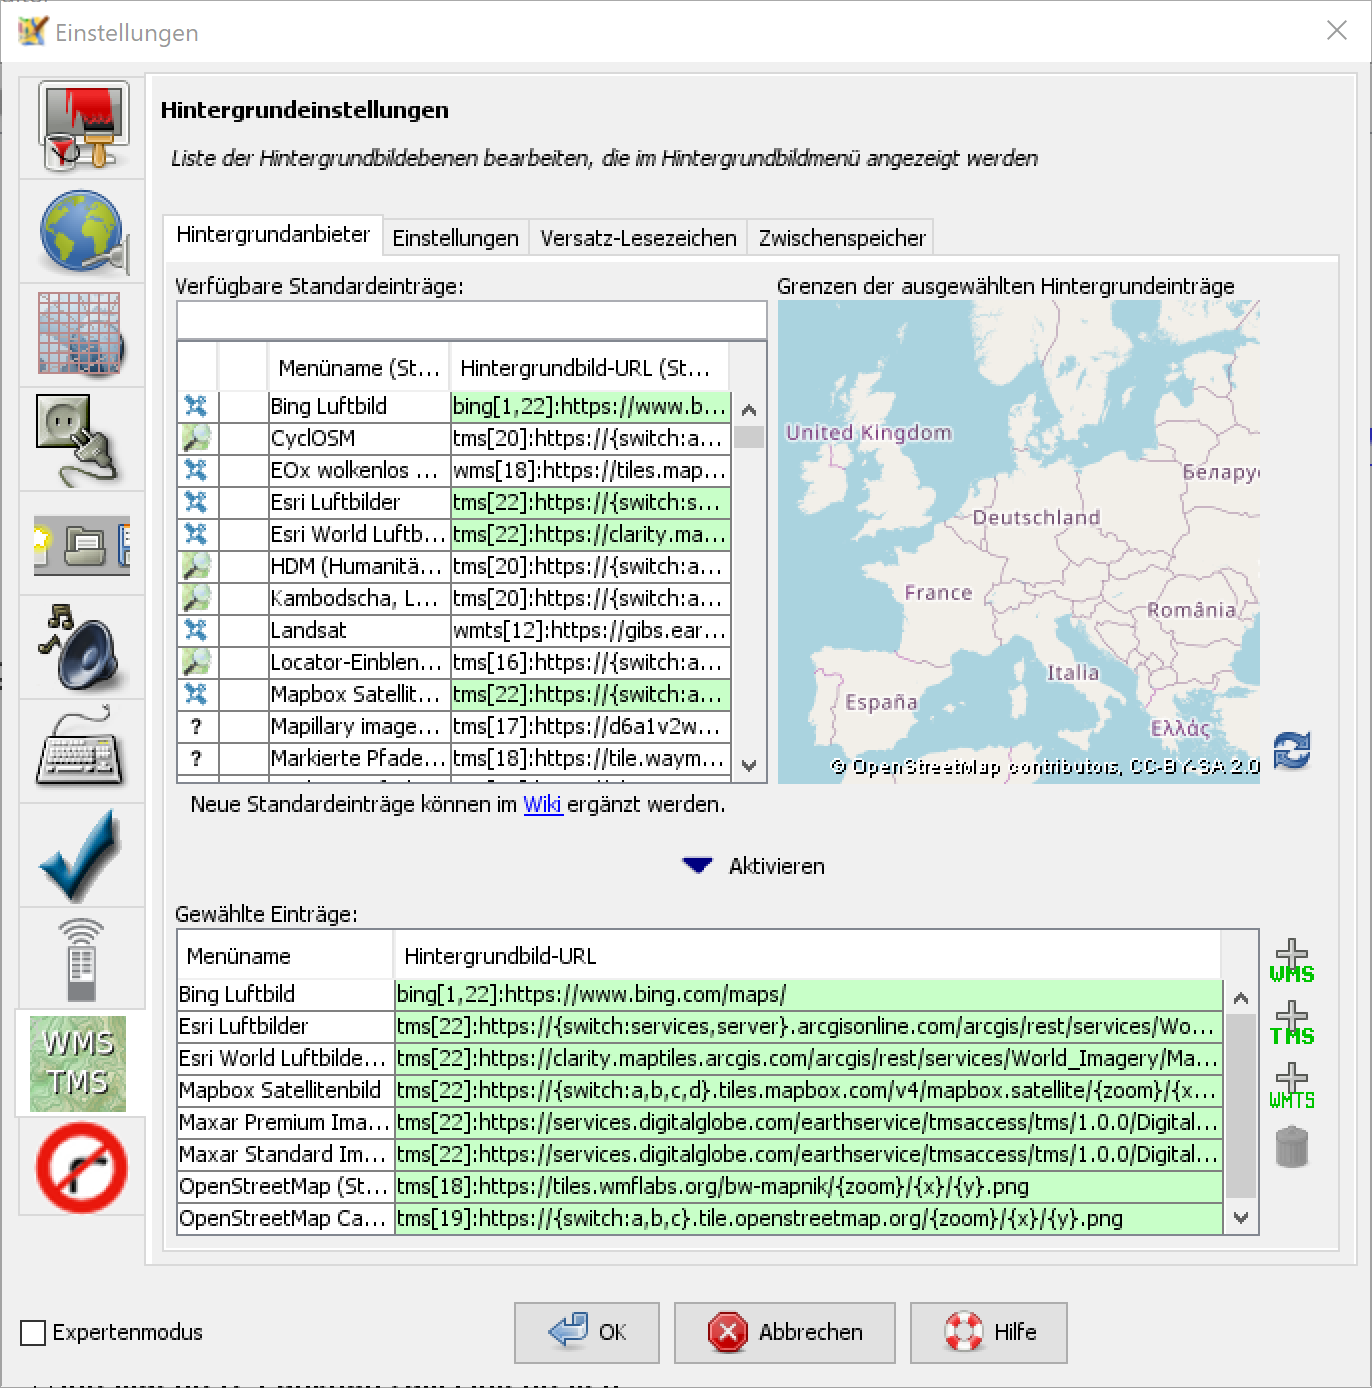 Einstellungen
Hintergrundeinstellungen
Liste der Hintergrundbildebenen bearbeiten, die im Hintergrundbildmenü angezeigt werden
Hintergrundanbieter Einstellungen Versatz-Lesezeichen Zwischenspeicher
Verfügbare Standardeinträge:
Menüname (St... Hintergrundbild-URL (St...
Bing Luftbild bing[1,22]:https://www.b...
CyclOSM tms[20]:https://{switch:a...
EOx wolkenlos ... wms[18]:https://tiles.map...
Esri Luftbilder tms[22]:https://{switch:s...
Esri World Luftb... tms[22]:https://clarity.ma...
HDM (Humanitä... tms[20]:https://{switch:a...
Kambodscha, L... tms[20]:https://{switch:a...
Landsat wmts[12]:https://gibs.ear...
Locator-Einblen... tms[16]:https://{switch:a...
Mapbox Satellit... tms[22]:https://{switch:a...
? Mapillary image... tms[17]:https://d6a1v2w...
? Markierte Pfade... tms[18]:https://tile.waym...
Neue Standardeinträge können im Wiki ergänzt werden.
Grenzen der ausgewählten Hintergrundeinträge
United Kingdom
Белару
Deutschland
France
România
Italia
España
Ελλάς
© OpenStreetMap contributors, CC-BY-SA 2.0
Aktivieren
Gewählte Einträge:
Menüname Hintergrundbild-URL
Bing Luftbild bing[1,22]:https://www.bing.com/maps/
Esri Luftbilder tms[22]:https://{switch:services,server}.arcgisonline.com/arcgis/rest/services/Wo...
Esri World Luftbilde... tms[22]:https://clarity.maptiles.arcgis.com/arcgis/rest/services/World_Imagery/Ma...
Mapbox Satellitenbild tms[22]:https://{switch:a,b,c,d}.tiles.mapbox.com/v4/mapbox.satellite/{zoom}/{x...
Maxar Premium Ima... tms[22]:https://services.digitalglobe.com/earthservice/tmsaccess/tms/1.0.0/Digital...
Maxar Standard Im... tms[22]:https://services.digitalglobe.com/earthservice/tmsaccess/tms/1.0.0/Digital...
OpenStreetMap (St... tms[18]:https://tiles.wmflabs.org/bw-mapnik/{zoom}/{x}/{y}.png
OpenStreetMap Ca... tms[19]:https://{switch:a,b,c}.tile.openstreetmap.org/{zoom}/{x}/{y}.png
WMS
TMS
WMTS
WMS
TMS
Expertenmodus
OK Abbrechen Hilfe